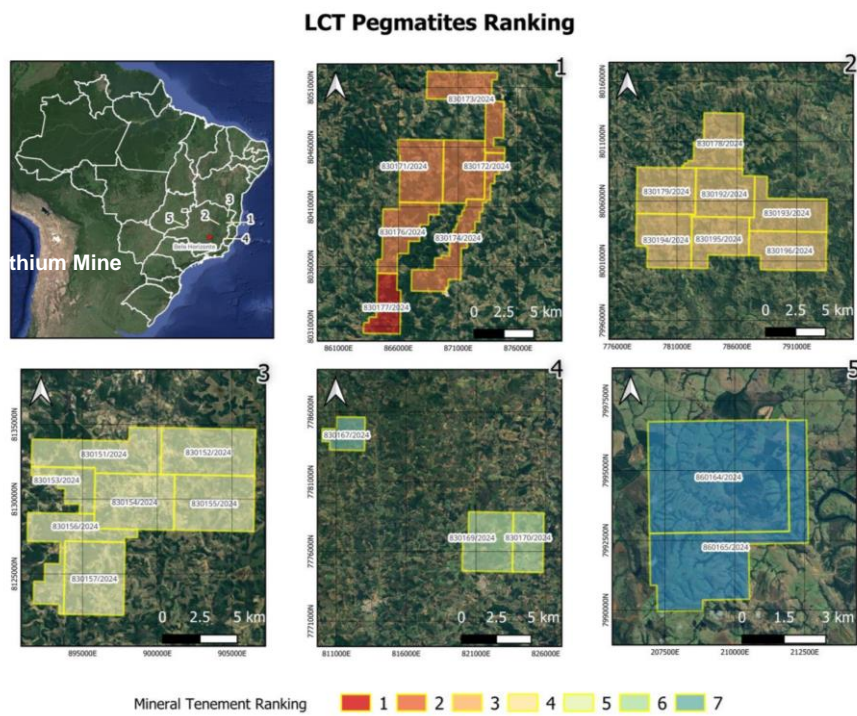 LCT Pegmatites Ranking
3
5
2
1
4
Belo Horizonte
thium Mine
1
8051000N
8046000N
8041000N
8036000N
8031000N
830173/2024
830171/2024
830172/2024
830176/2024
830174/2024
830177/2024
0 2.5 5 km
861000E 866000E 871000E 876000E
2
8016000N
8011000N
8006000N
8001000N
7996000N
830178/2024
830179/2024
830192/2024
830193/2024
830194/2024
830195/2024
830196/2024
0 2.5 5 km
776000E 781000E 786000E 791000E
3
8135000N
8130000N
8125000N
830151/2024
830152/2024
830153/2024
830154/2024
830155/2024
830156/2024
830157/2024
0 2.5 5 km
895000E 900000E 905000E
4
7786000N
7781000N
7776000N
7771000N
830167/2024
830169/2024
830170/2024
0 2.5 5 km
811000E 816000E 821000E 826000E
5
7997500N
7995000N
7992500N
7990000N
860164/2024
860165/2024
0 1.5 3 km
207500E 210000E 212500E
Mineral Tenement Ranking 1 2 3 4 5 6 7